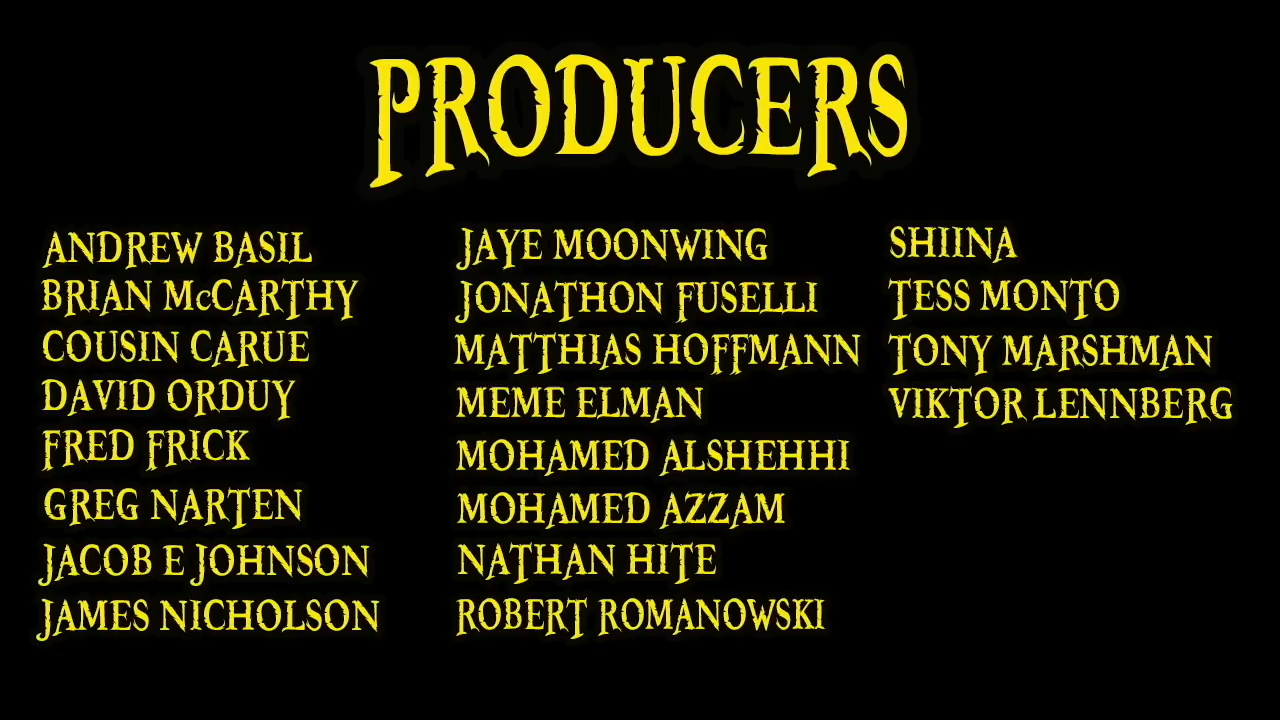 PRODUCERS
ANDREW BASIL
BRIAN McCARTHY
COUSIN CARUE
DAVID ORDUY
FRED FRICK
GREG NARTEN
JACOB E JOHNSON
JAMES NICHOLSON
JAYE MOONWING
JONATHON FUSELLI
MATTHIAS HOFFMANN
MEME ELMAN
MOHAMED ALSHEHHI
MOHAMED AZZAM
NATHAN HITE
ROBERT ROMANOWSKI
SHIINA
TESS MONTO
TONY MARSHMAN
VIKTOR LENNBERG